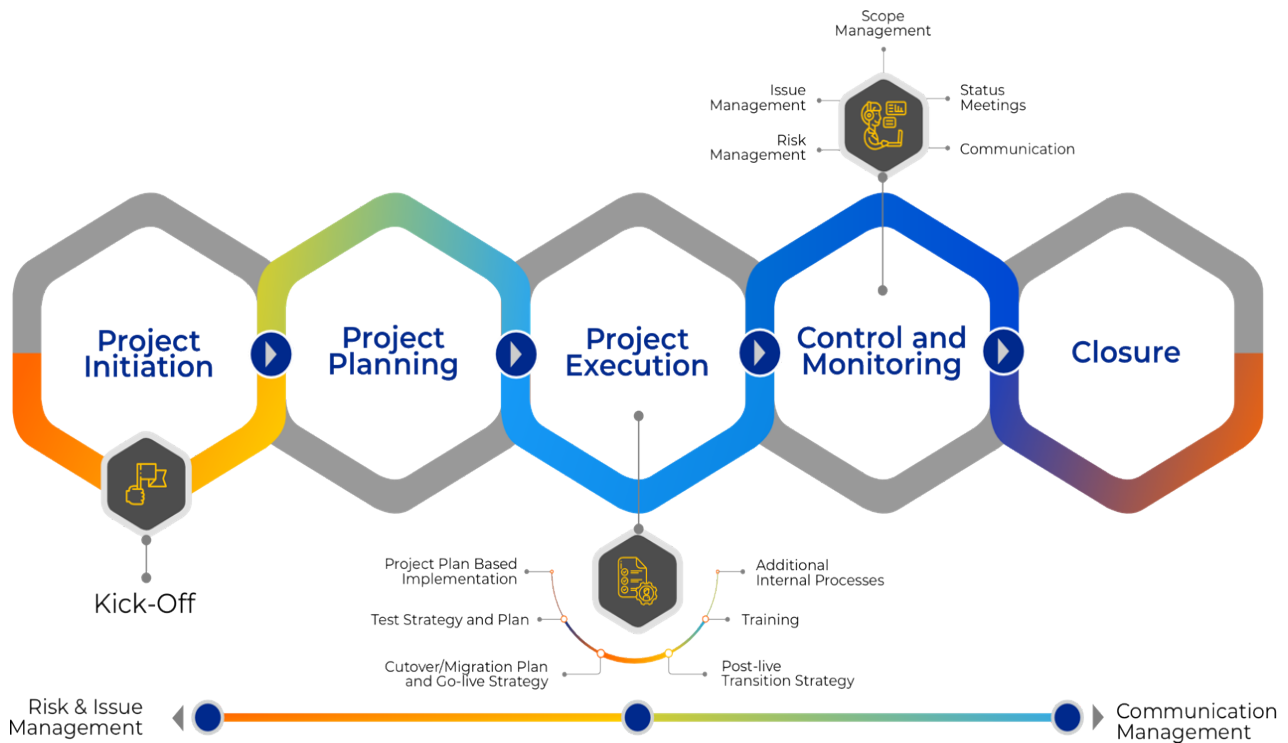 Scope
Management
Issue
Management
Status
Meetings
Risk
Management
Communication
Project
Initiation
Project
Planning
Project
Execution
Control and
Monitoring
Closure
Kick-Off
Project Plan Based
Implementation
Additional
Internal Processes
Test Strategy and Plan
Training
Cutover/Migration Plan
and Go-live Strategy
Post-live
Transition Strategy
Risk & Issue
Management
Communication
Management